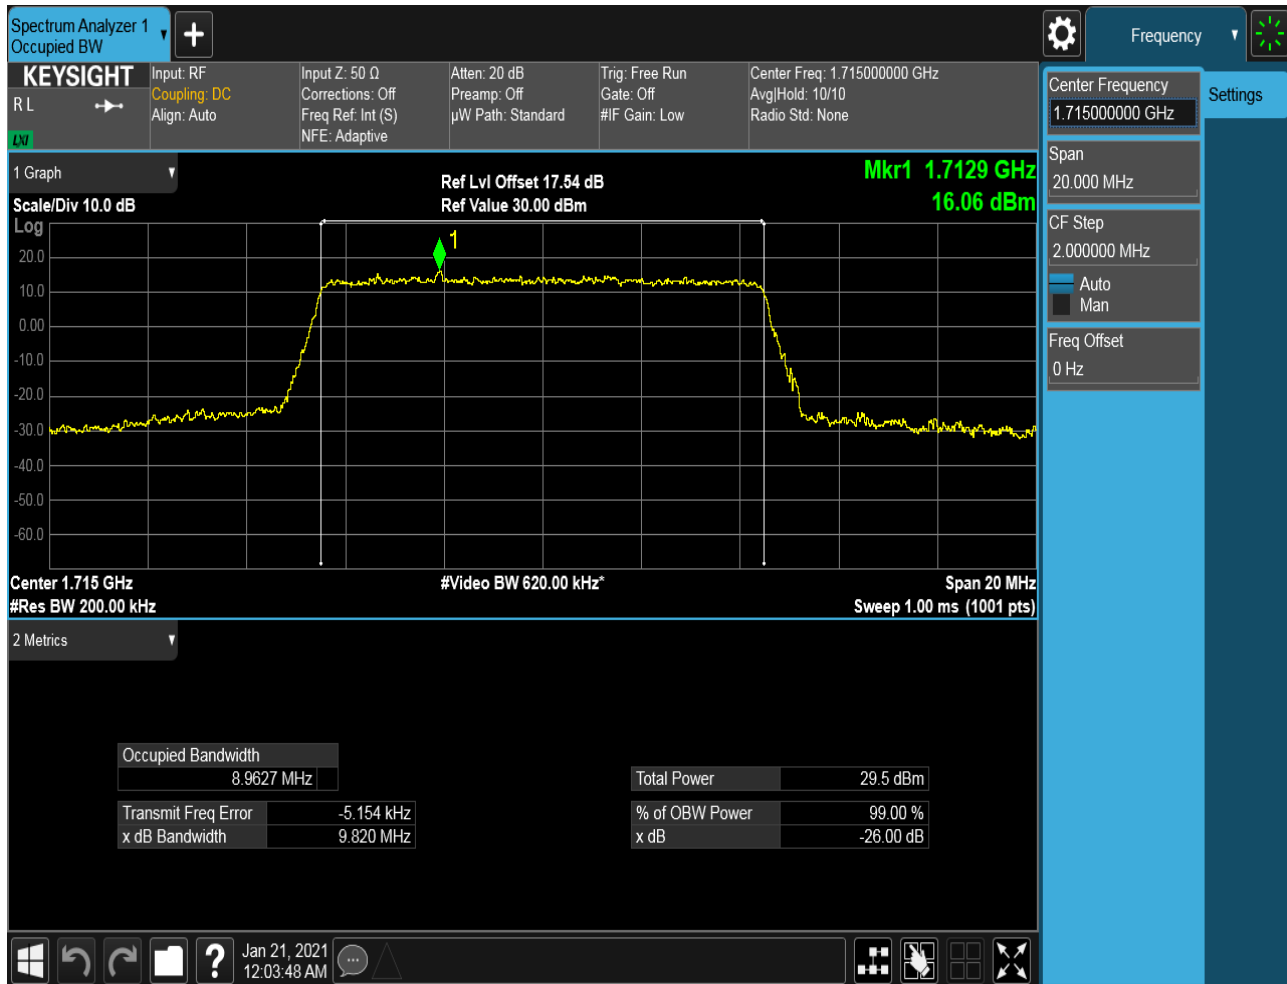 Spectrum Analyzer 1
Occupied BW
Frequency
KEYSIGHT
R L
LXI
Input: RF
Coupling: DC
Align: Auto
Input Z: 50 Ω
Corrections: Off
Freq Ref: Int (S)
NFE: Adaptive
Atten: 20 dB
Preamp: Off
µW Path: Standard
Trig: Free Run
Gate: Off
#IF Gain: Low
Center Freq: 1.715000000 GHz
Avg|Hold: 10/10
Radio Std: None
Center Frequency
1.715000000 GHz
Settings
Span
20.000 MHz
CF Step
2.000000 MHz
Auto
Man
Freq Offset
0 Hz
1 Graph
Scale/Div 10.0 dB
Ref Lvl Offset 17.54 dB
Ref Value 30.00 dBm
Mkr1 1.7129 GHz
16.06 dBm
Log
1
20.0
10.0
0.00
-10.0
-20.0
-30.0
-40.0
-50.0
-60.0
Center 1.715 GHz
#Video BW 620.00 kHz*
Span 20 MHz
#Res BW 200.00 kHz
Sweep 1.00 ms (1001 pts)
2 Metrics
Occupied Bandwidth
8.9627 MHz
Transmit Freq Error -5.154 kHz
x dB Bandwidth 9.820 MHz
Total Power 29.5 dBm
% of OBW Power 99.00 %
x dB -26.00 dB
?
Jan 21, 2021
12:03:48 AM